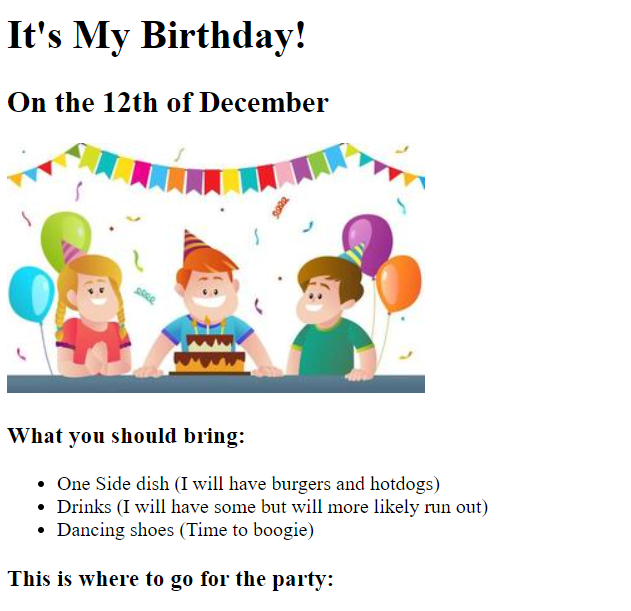 It's My Birthday!
On the 12th of December
What you should bring:
One Side dish (I will have burgers and hotdogs)
Drinks (I will have some but will more likely run out)
Dancing shoes (Time to boogie)
This is where to go for the party: